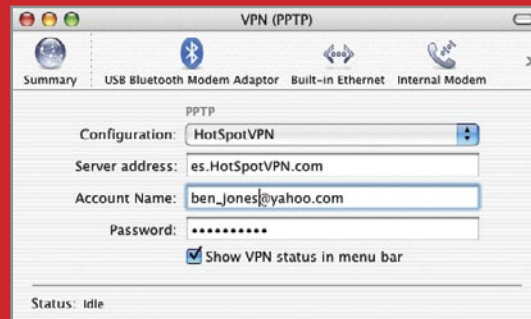 VPN (PPTP)
Summary USB Bluetooth Modem Adaptor Built-in Ethernet Internal Modem
PPTP
Configuration: HotSpotVPN
Server address: es.HotSpotVPN.com
Account Name: ben_jones@yahoo.com
Password: ••••••••••
Show VPN status in menu bar
Status: Idle